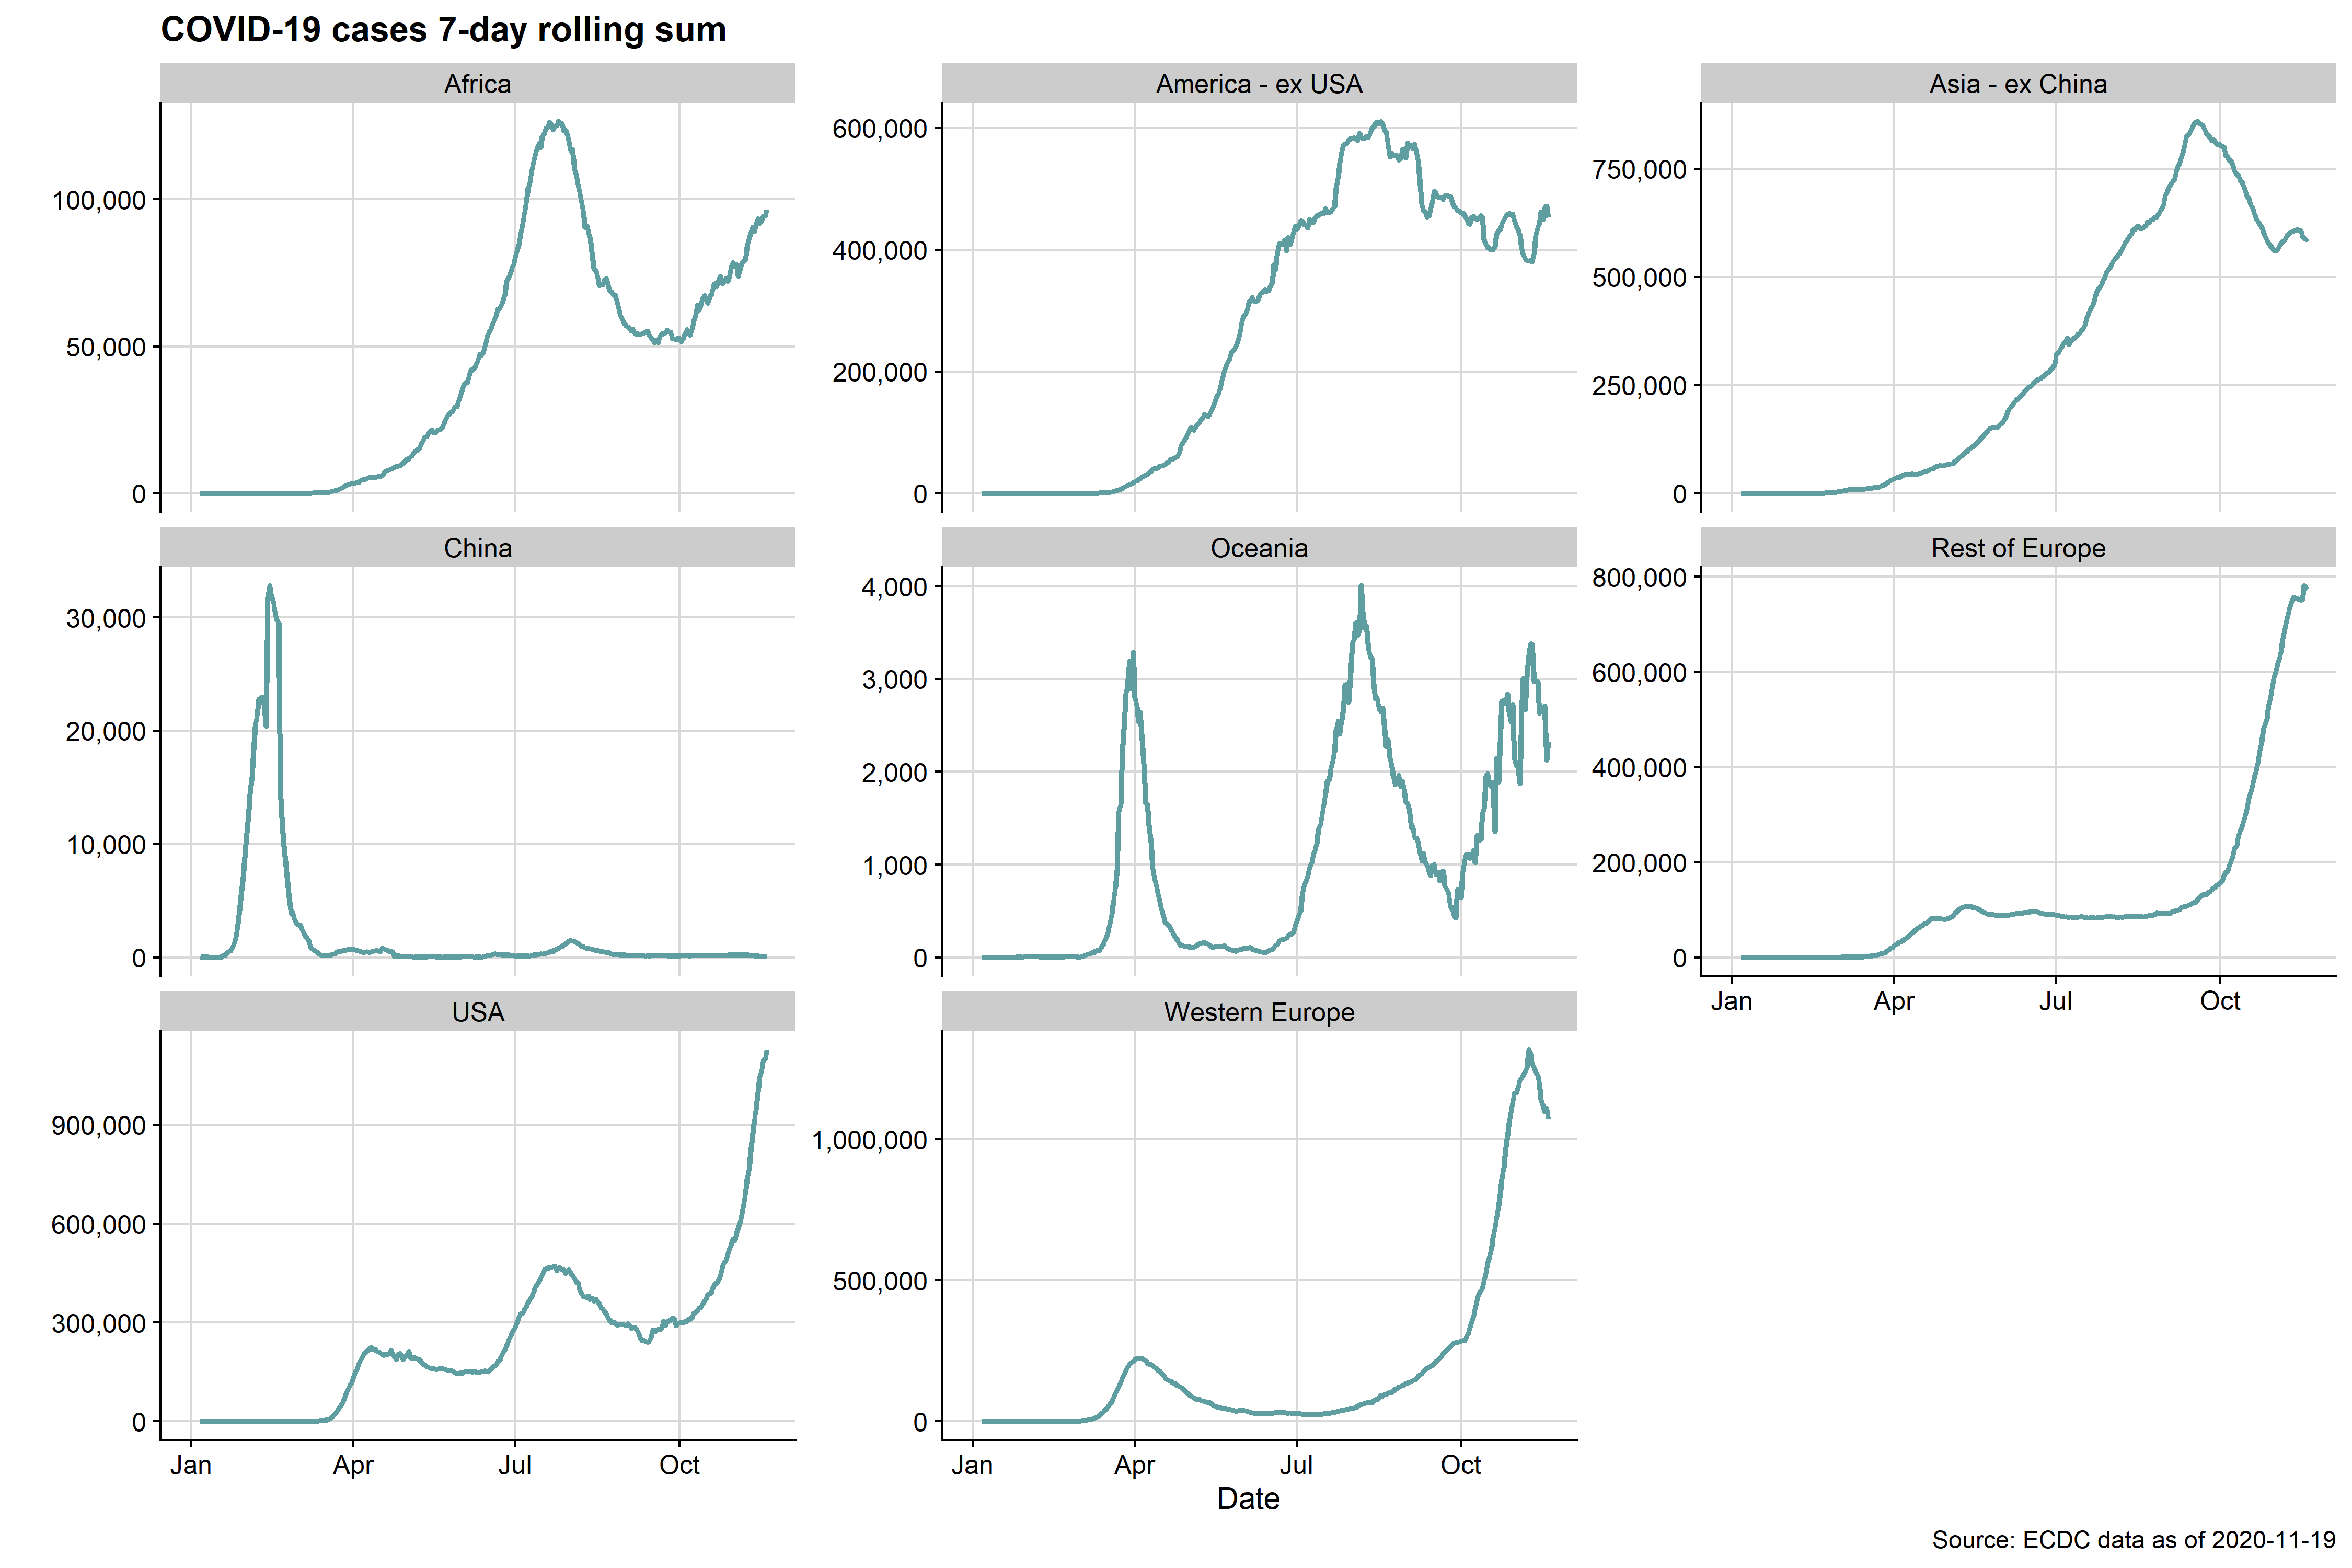 COVID-19 cases 7-day rolling sum
Africa
America - ex USA
Asia - ex China
100,000
50,000
0
600,000
400,000
200,000
0
750,000
500,000
250,000
0
China
Oceania
Rest of Europe
30,000
20,000
10,000
0
4,000
3,000
2,000
1,000
0
800,000
600,000
400,000
200,000
0
Jan Apr Jul Oct
USA
Western Europe
900,000
600,000
300,000
0
1,000,000
500,000
0
Jan Apr Jul Oct
Jan Apr Jul Oct
Date
Source: ECDC data as of 2020-11-19